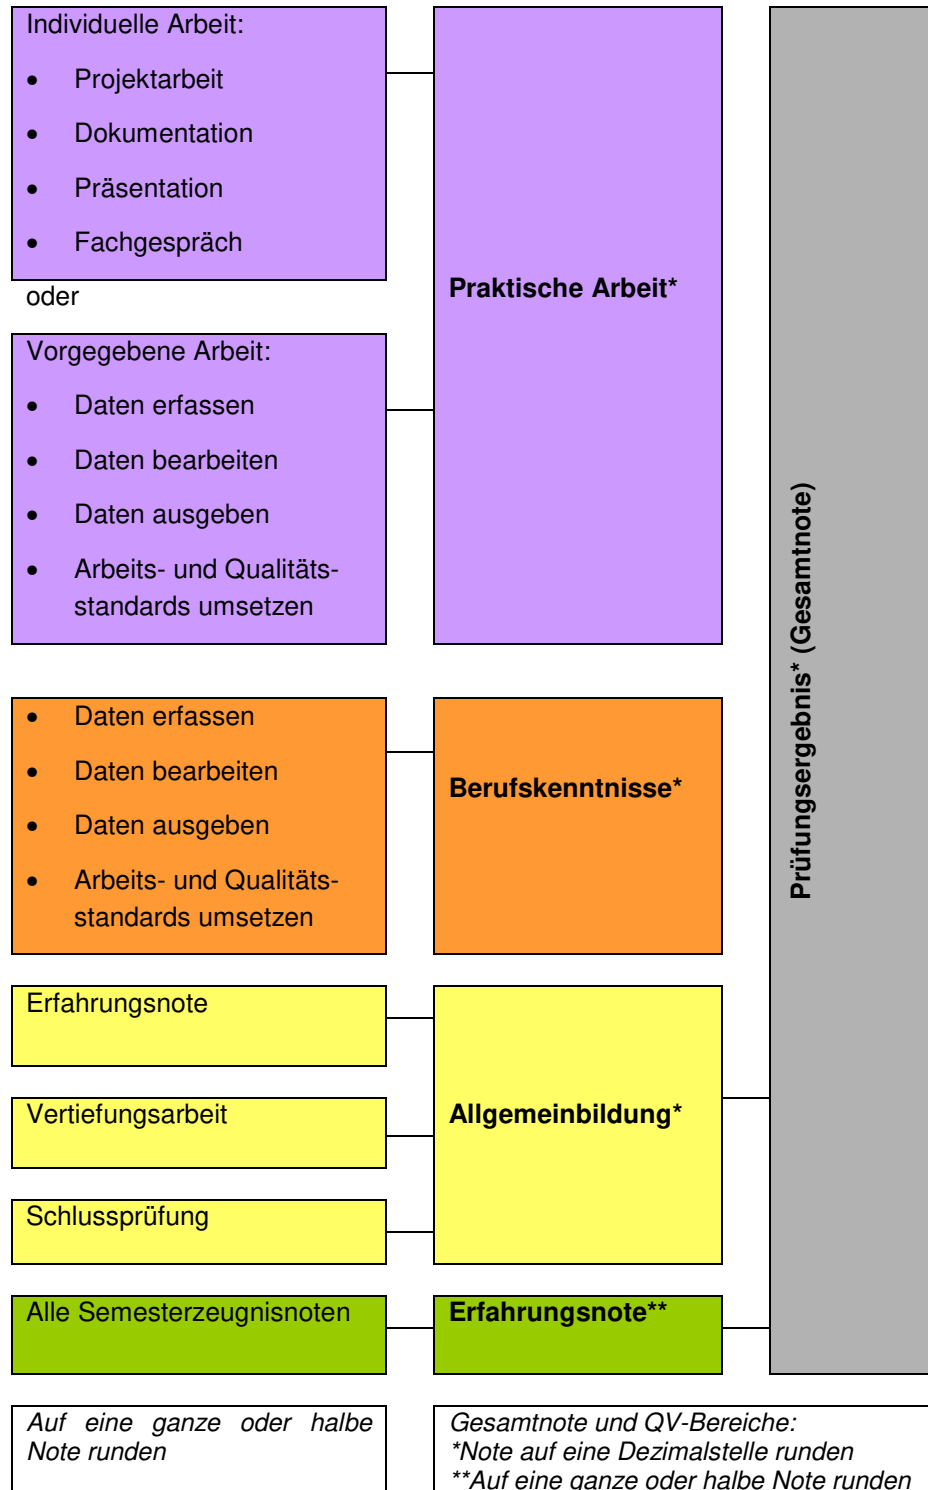 Individuelle Arbeit:
• Projektarbeit
• Dokumentation
• Präsentation
• Fachgespräch
oder
Vorgegebene Arbeit:
• Daten erfassen
• Daten bearbeiten
• Daten ausgeben
• Arbeits- und Qualitäts-
standards umsetzen
Praktische Arbeit*
• Daten erfassen
• Daten bearbeiten
• Daten ausgeben
• Arbeits- und Qualitäts-
standards umsetzen
Berufskenntnisse*
Erfahrungsnote
Vertiefungsarbeit
Schlussprüfung
Allgemeinbildung*
Alle Semesterzeugnisnoten
Erfahrungsnote**
Prüfungsergebnis* (Gesamtnote)
Auf eine ganze oder halbe
Note runden
Gesamtnote und QV-Bereiche:
*Note auf eine Dezimalstelle runden
**Auf eine ganze oder halbe Note runden